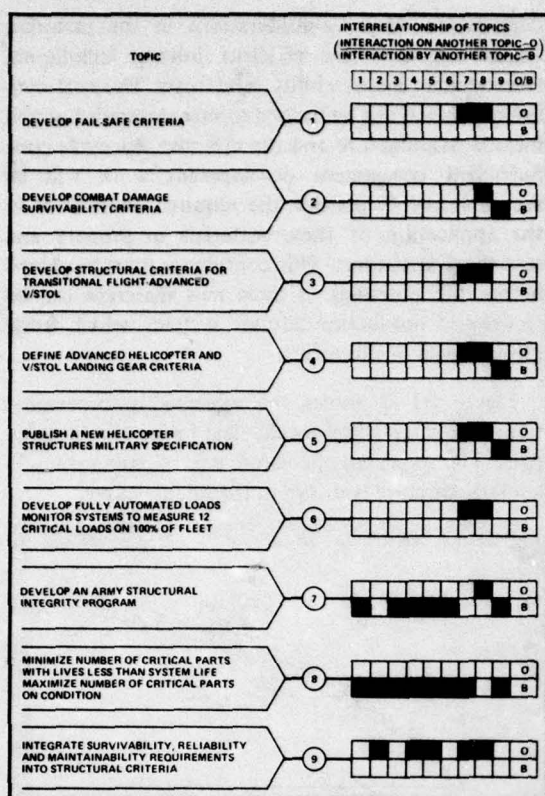 INTERRELATIONSHIP OF TOPICS
TOPIC
(INTERACTION ON ANOTHER TOPIC–O)
(INTERACTION BY ANOTHER TOPIC–B)
1 2 3 4 5 6 7 8 9 O/B
DEVELOP FAIL-SAFE CRITERIA
1
O
B
DEVELOP COMBAT DAMAGE
SURVIVABILITY CRITERIA
2
O
B
DEVELOP STRUCTURAL CRITERIA FOR
TRANSITIONAL FLIGHT-ADVANCED
V/STOL
3
O
B
DEFINE ADVANCED HELICOPTER AND
V/STOL LANDING GEAR CRITERIA
4
O
B
PUBLISH A NEW HELICOPTER
STRUCTURES MILITARY SPECIFICATION
5
O
B
DEVELOP FULLY AUTOMATED LOADS
MONITOR SYSTEMS TO MEASURE 12
CRITICAL LOADS ON 100% OF FLEET
6
O
B
DEVELOP AN ARMY STRUCTURAL
INTEGRITY PROGRAM
7
O
B
MINIMIZE NUMBER OF CRITICAL PARTS
WITH LIVES LESS THAN SYSTEM LIFE
MAXIMIZE NUMBER OF CRITICAL PARTS
ON CONDITION
8
O
B
INTEGRATE SURVIVABILITY, RELIABILITY
AND MAINTAINABILITY REQUIREMENTS
INTO STRUCTURAL CRITERIA
9
O
B